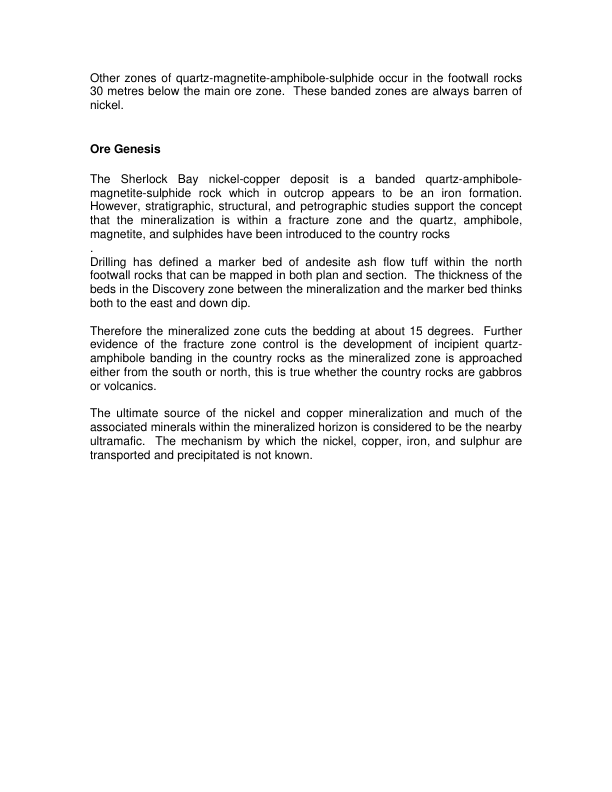 Other zones of quartz-magnetite-amphibole-sulphide occur in the footwall rocks
30 metres below the main ore zone. These banded zones are always barren of
nickel.
Ore Genesis
The Sherlock Bay nickel-copper deposit is a banded quartz-amphibole-
magnetite-sulphide rock which in outcrop appears to be an iron formation.
However, stratigraphic, structural, and petrographic studies support the concept
that the mineralization is within a fracture zone and the quartz, amphibole,
magnetite, and sulphides have been introduced to the country rocks
.
Drilling has defined a marker bed of andesite ash flow tuff within the north
footwall rocks that can be mapped in both plan and section. The thickness of the
beds in the Discovery zone between the mineralization and the marker bed thinks
both to the east and down dip.
Therefore the mineralized zone cuts the bedding at about 15 degrees. Further
evidence of the fracture zone control is the development of incipient quartz-
amphibole banding in the country rocks as the mineralized zone is approached
either from the south or north, this is true whether the country rocks are gabbros
or volcanics.
The ultimate source of the nickel and copper mineralization and much of the
associated minerals within the mineralized horizon is considered to be the nearby
ultramafic. The mechanism by which the nickel, copper, iron, and sulphur are
transported and precipitated is not known.